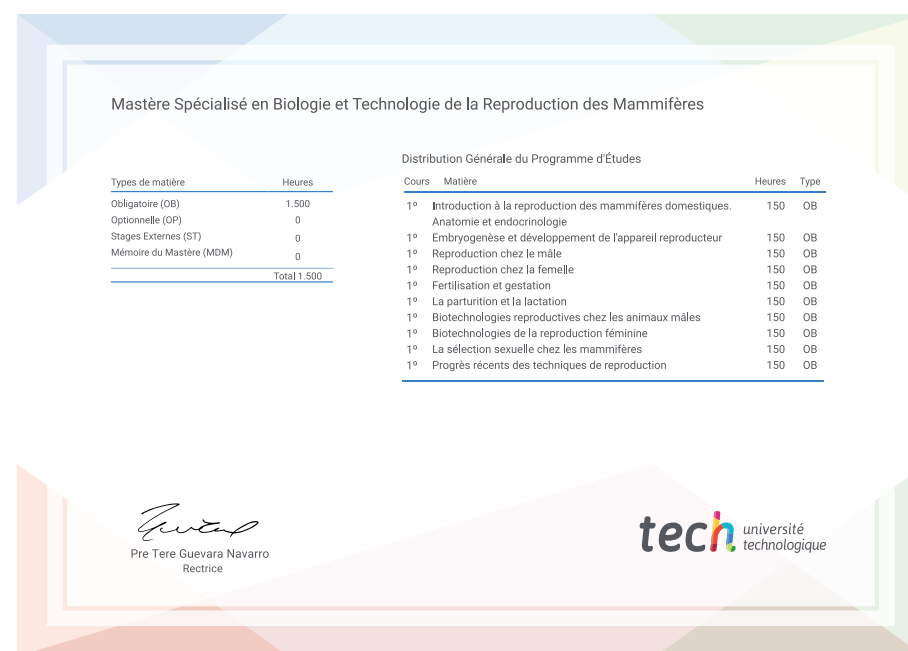 Mastère Spécialisé en Biologie et Technologie de la Reproduction des Mammifères
Types de matière Heures
Obligatoire (OB) 1.500
Optionnelle (OP) 0
Stages Externes (ST) 0
Mémoire du Mastère (MDM) 0
Total 1.500
Distribution Générale du Programme d'Études
Cours Matière Heures Type
1º Introduction à la reproduction des mammifères domestiques. 150 OB
Anatomie et endocrinologie
1º Embryogenèse et développement de l'appareil reproducteur 150 OB
1º Reproduction chez le mâle 150 OB
1º Reproduction chez la femelle 150 OB
1º Fertilisation et gestation 150 OB
1º La parturition et la lactation 150 OB
1º Biotechnologies reproductives chez les animaux mâles 150 OB
1º Biotechnologies de la reproduction féminine 150 OB
1º La sélection sexuelle chez les mammifères 150 OB
1º Progrès récents des techniques de reproduction 150 OB
Pre Tere Guevara Navarro
Rectrice
tech université
technologique